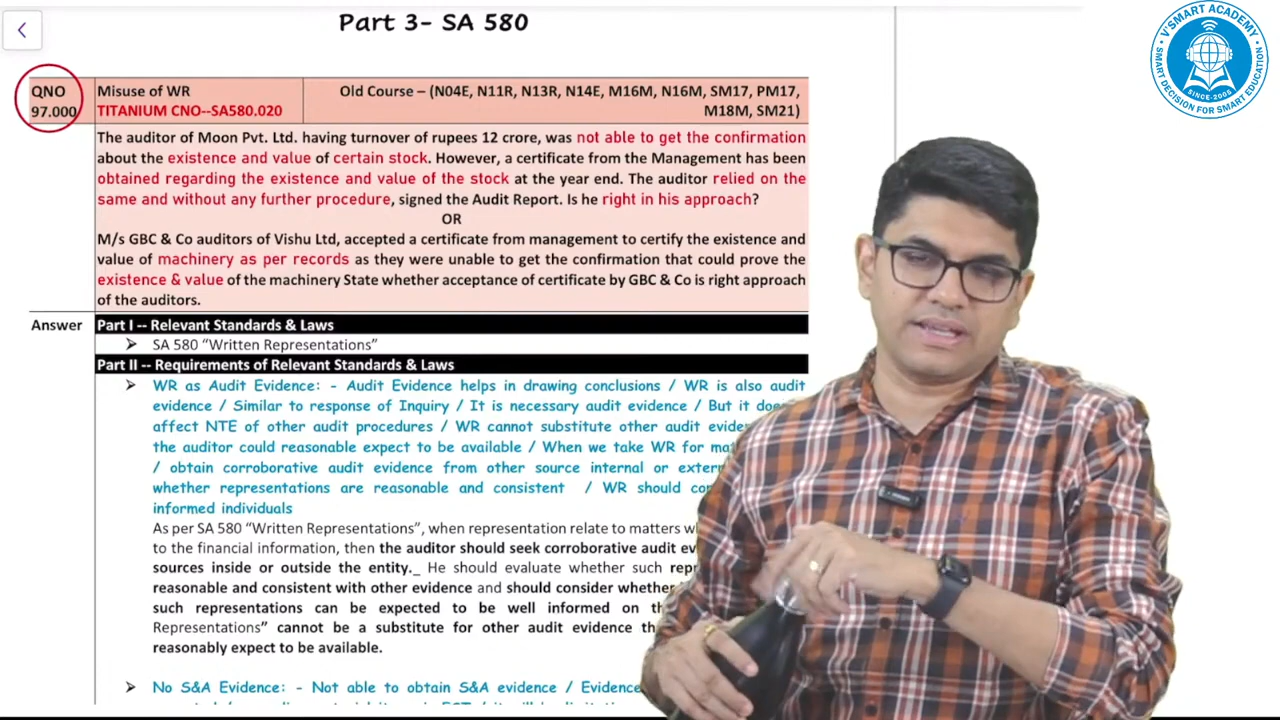 Part 3- SA 580
V'SMART ACADEMY
SINCE-2005
SMART DECISION FOR SMART EDUCATION
QNO
97.000
Misuse of WR
TITANIUM CNO--SA580.020
Old Course – (N04E, N11R, N13R, N14E, M16M, N16M, SM17, PM17,
M18M, SM21)
The auditor of Moon Pvt. Ltd. having turnover of rupees 12 crore, was not able to get the confirmation
about the existence and value of certain stock. However, a certificate from the Management has been
obtained regarding the existence and value of the stock at the year end. The auditor relied on the
same and without any further procedure, signed the Audit Report. Is he right in his approach?
OR
M/s GBC & Co auditors of Vishu Ltd, accepted a certificate from management to certify the existence and
value of machinery as per records as they were unable to get the confirmation that could prove the
existence & value of the machinery State whether acceptance of certificate by GBC & Co is right approach
of the auditors.
Answer
Part I -- Relevant Standards & Laws
➤ SA 580 “Written Representations”
Part II -- Requirements of Relevant Standards & Laws
➤ WR as Audit Evidence: - Audit Evidence helps in drawing conclusions / WR is also audit
evidence / Similar to response of Inquiry / It is necessary audit evidence / But it
affect NTE of other audit procedures / WR cannot substitute other audit
the auditor could reasonable expect to be available / When we take WR for
/ obtain corroborative audit evidence from other source internal or
whether representations are reasonable and consistent / WR should
informed individuals
As per SA 580 “Written Representations”, when representation relate to matters
to the financial information, then the auditor should seek corroborative audit
sources inside or outside the entity._ He should evaluate whether such
reasonable and consistent with other evidence and should consider whether
such representations can be expected to be well informed on
Representations” cannot be a substitute for other audit evidence
reasonably expect to be available.
➤ No S&A Evidence: - Not able to obtain S&A evidence /